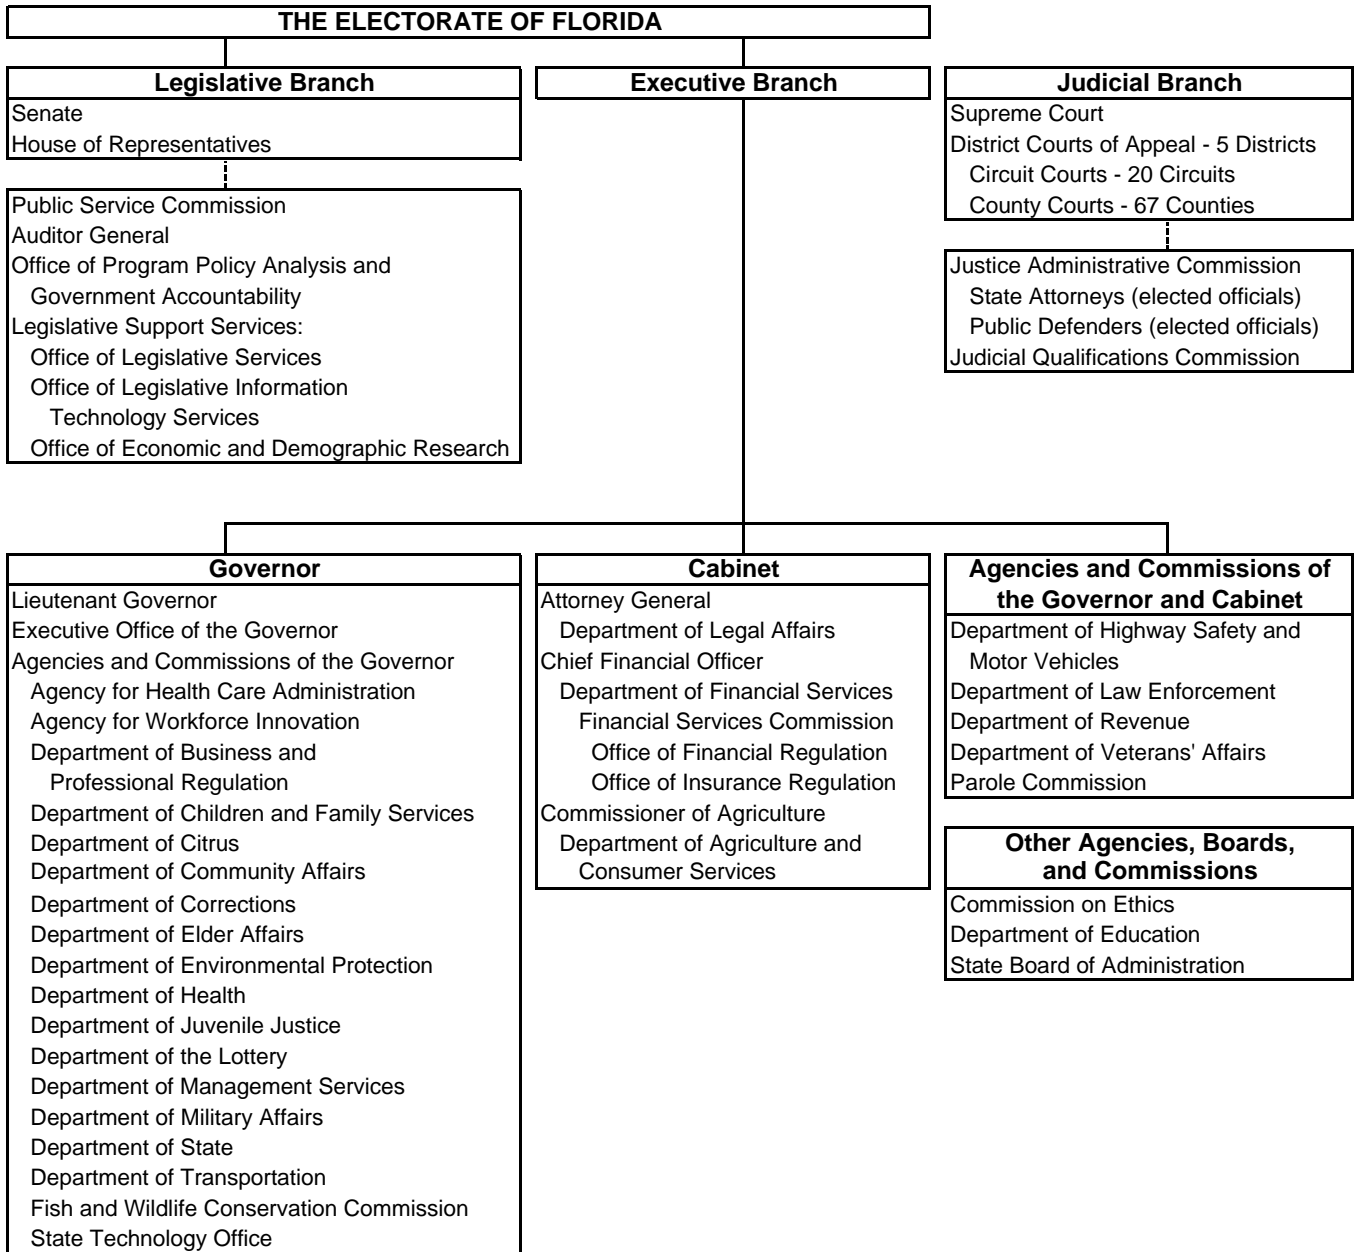 THE ELECTORATE OF FLORIDA
Legislative Branch
Senate
House of Representatives
Public Service Commission
Auditor General
Office of Program Policy Analysis and
Government Accountability
Legislative Support Services:
Office of Legislative Services
Office of Legislative Information
Technology Services
Office of Economic and Demographic Research
Executive Branch
Judicial Branch
Supreme Court
District Courts of Appeal - 5 Districts
Circuit Courts - 20 Circuits
County Courts - 67 Counties
Justice Administrative Commission
State Attorneys (elected officials)
Public Defenders (elected officials)
Judicial Qualifications Commission
Governor
Lieutenant Governor
Executive Office of the Governor
Agencies and Commissions of the Governor
Agency for Health Care Administration
Agency for Workforce Innovation
Department of Business and
Professional Regulation
Department of Children and Family Services
Department of Citrus
Department of Community Affairs
Department of Corrections
Department of Elder Affairs
Department of Environmental Protection
Department of Health
Department of Juvenile Justice
Department of the Lottery
Department of Management Services
Department of Military Affairs
Department of State
Department of Transportation
Fish and Wildlife Conservation Commission
State Technology Office
Cabinet
Attorney General
Department of Legal Affairs
Chief Financial Officer
Department of Financial Services
Financial Services Commission
Office of Financial Regulation
Office of Insurance Regulation
Commissioner of Agriculture
Department of Agriculture and
Consumer Services
Agencies and Commissions of
the Governor and Cabinet
Department of Highway Safety and
Motor Vehicles
Department of Law Enforcement
Department of Revenue
Department of Veterans' Affairs
Parole Commission
Other Agencies, Boards,
and Commissions
Commission on Ethics
Department of Education
State Board of Administration